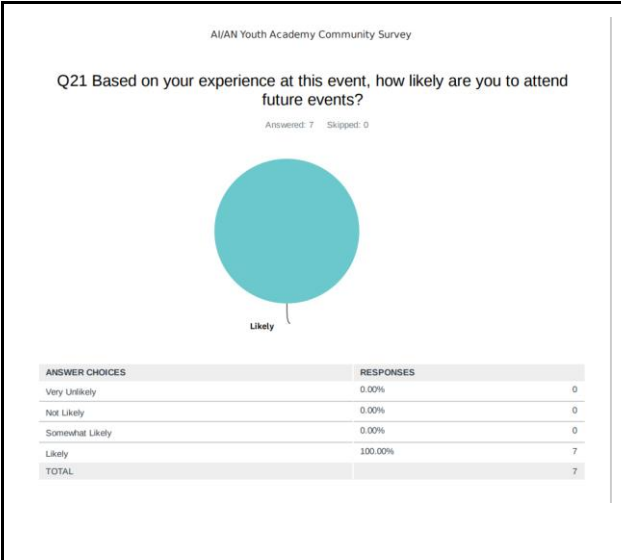 AI/AN Youth Academy Community Survey
Q21 Based on your experience at this event, how likely are you to attend
future events?
Answered: 7 Skipped: 0
Likely
ANSWER CHOICES RESPONSES
Very Unlikely 0.00% 0
Not Likely 0.00% 0
Somewhat Likely 0.00% 0
Likely 100.00% 7
TOTAL 7